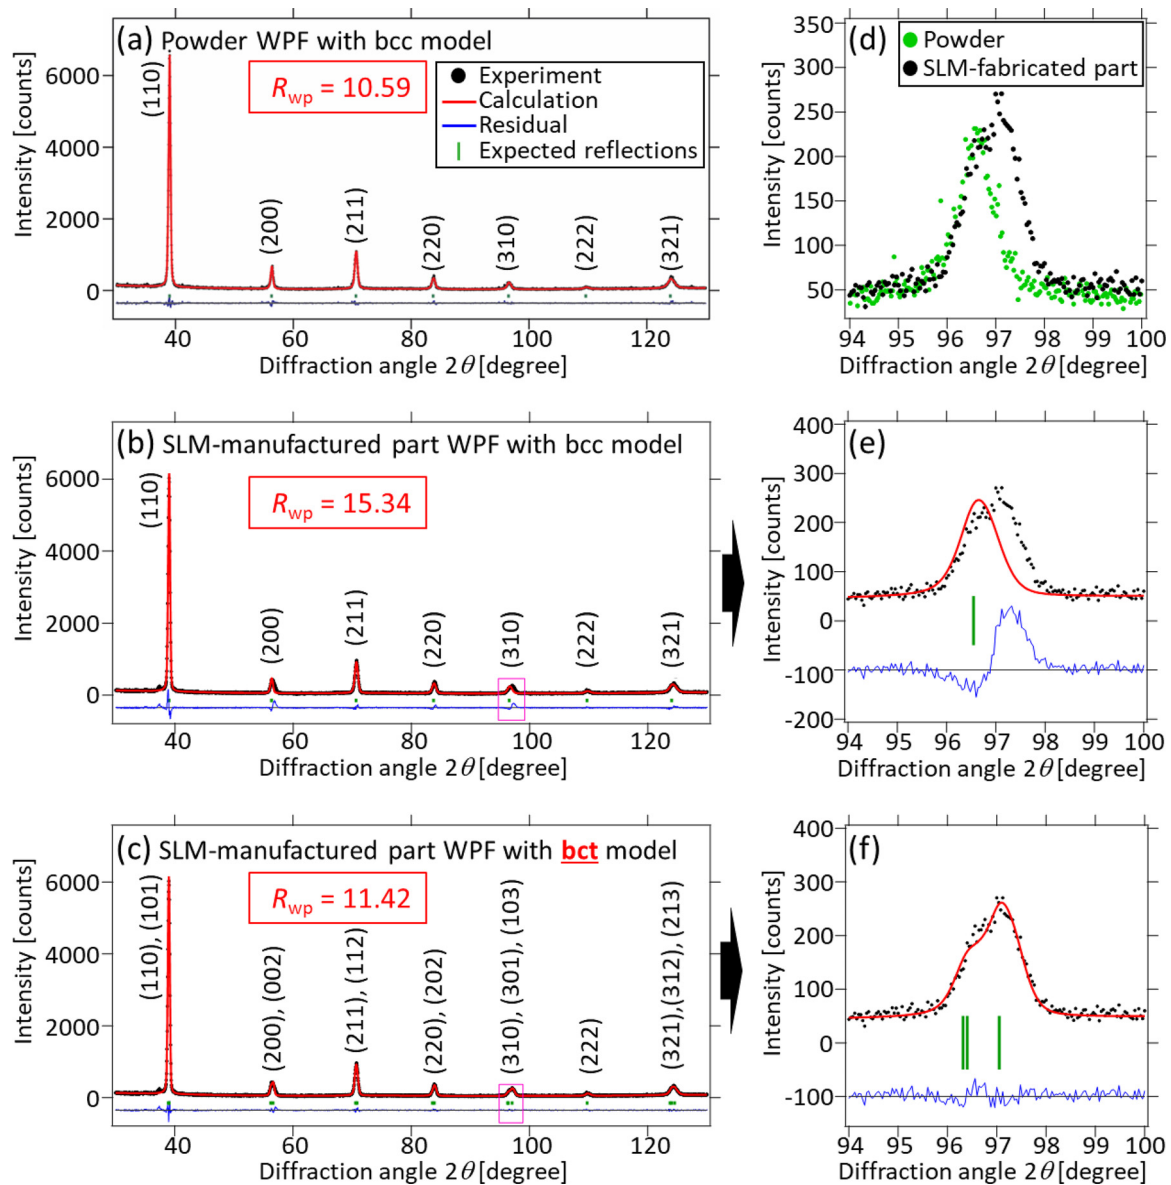 (a) Powder WPF with bcc model
Rwp = 10.59
Experiment
Calculation
Residual
Expected reflections
(110)
(200)
(211)
(220)
(310)
(222)
(321)
Intensity [counts]
6000
4000
2000
0
40
60
80
100
120
Diffraction angle 2θ [degree]
(d)
Powder
SLM-fabricated part
Intensity [counts]
350
300
250
200
150
100
50
94 95 96 97 98 99 100
Diffraction angle 2θ [degree]
(b) SLM-manufactured part WPF with bcc model
Rwp = 15.34
(110)
(200)
(211)
(220)
(310)
(222)
(321)
Intensity [counts]
6000
4000
2000
0
40
60
80
100
120
Diffraction angle 2θ [degree]
(e)
Intensity [counts]
400
300
200
100
0
-100
-200
94 95 96 97 98 99 100
Diffraction angle 2θ [degree]
(c) SLM-manufactured part WPF with bct model
Rwp = 11.42
(110), (101)
(200), (002)
(211), (112)
(220), (202)
(310), (301), (103)
(222)
(321),(312), (213)
Intensity [counts]
6000
4000
2000
0
40
60
80
100
120
Diffraction angle 2θ [degree]
(f)
Intensity [counts]
400
300
200
100
0
-100
94 95 96 97 98 99 100
Diffraction angle 2θ [degree]